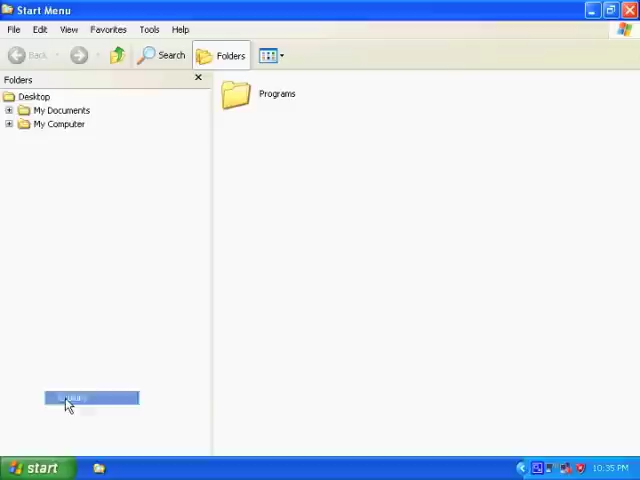 Start Menu
File Edit View Favorites Tools Help
Back Search Folders
Folders
Desktop
My Documents
My Computer
Programs
start
10:35 PM